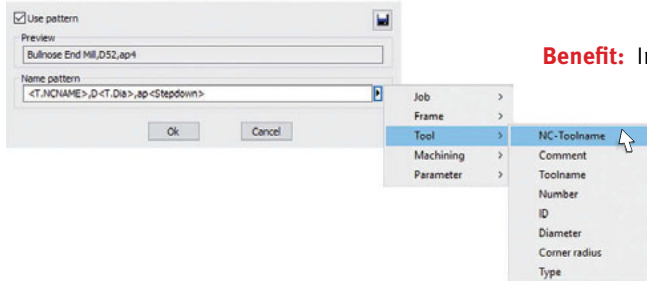 Use pattern
Preview
Bullnose End Mill,D52,ap4
Name pattern
<T.NCNAME>,D<T.Dia>,ap<Stepdown>
Ok Cancel
Benefit:
Job
Frame
Tool
Machining
Parameter
NC-Toolname
Comment
Toolname
Number
ID
Diameter
Corner radius
Type